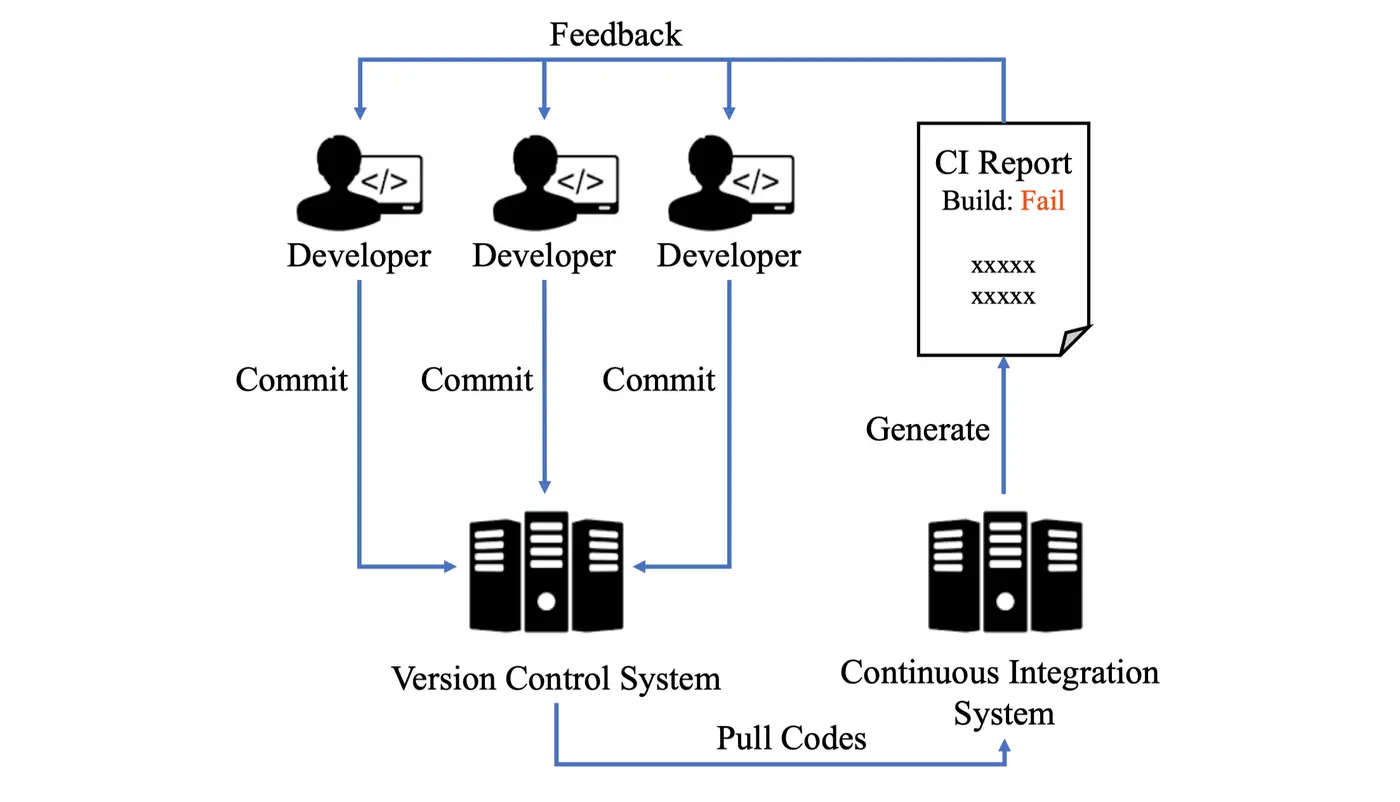 Feedback
</>
</>
</>
CI Report
Build: Fail
xxxxx
xxxxx
Developer
Developer
Developer
Commit
Commit
Commit
Generate
Version Control System
Continuous Integration
System
Pull Codes